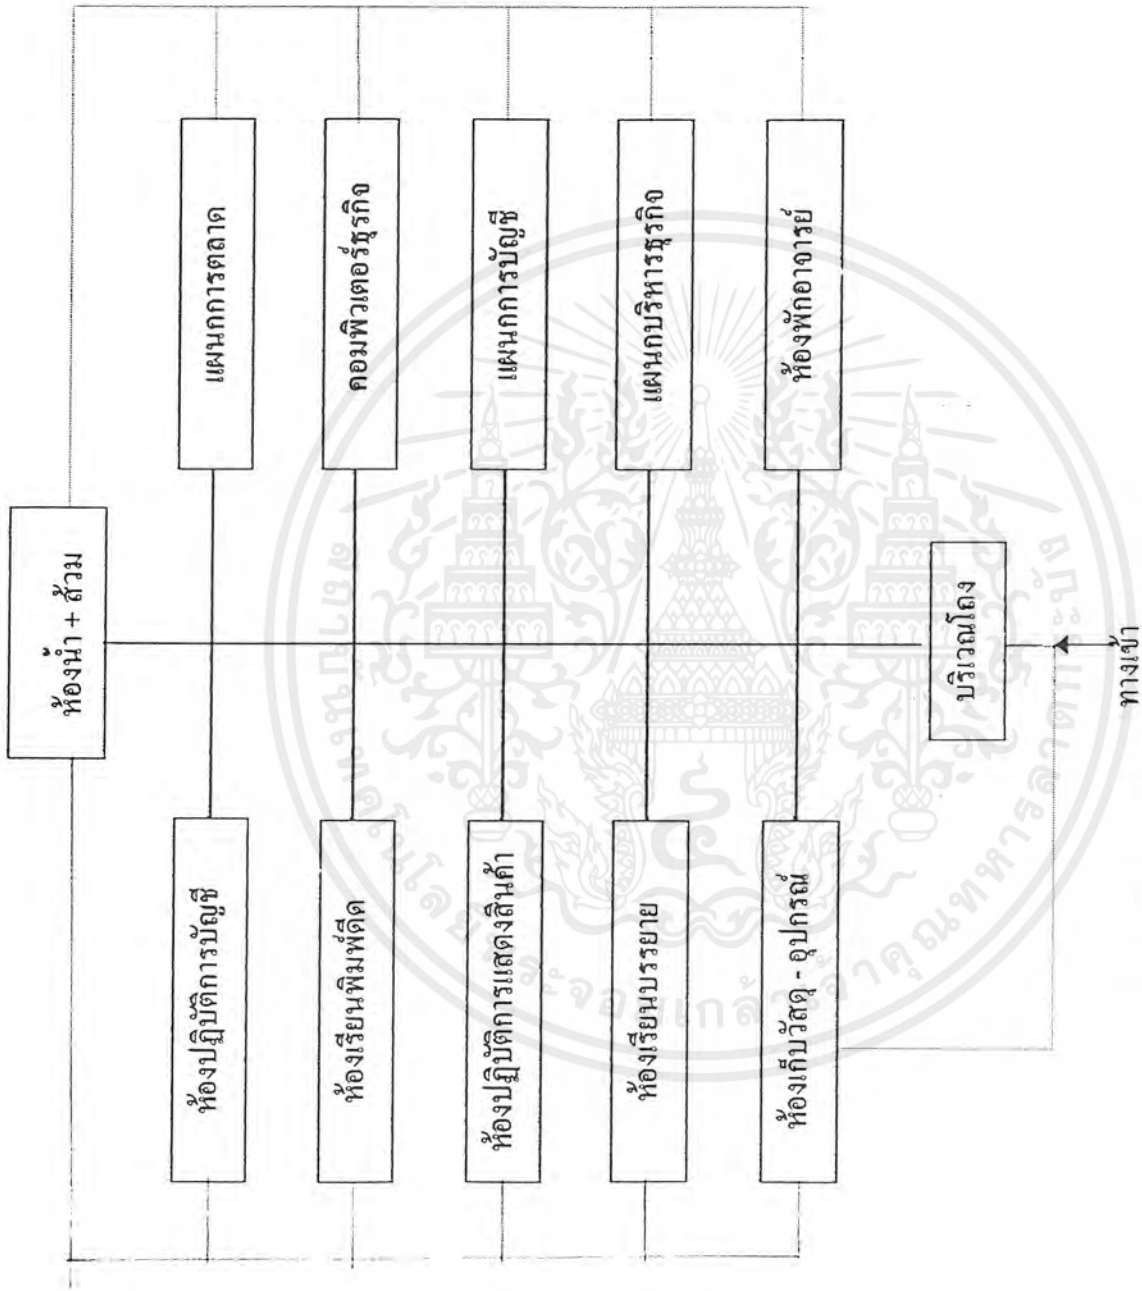 ห้องน้ำ + ส้วม
แผนกการตลาด
ห้องปฏิบัติการบัญชี
คอมพิวเตอร์ธุรกิจ
ห้องเรียนพิมพ์ดีด
แผนกการบัญชี
ห้องปฏิบัติการแสดงสินค้า
แผนกบริหารธุรกิจ
ห้องเรียนบรรยาย
ห้องพักอาจารย์
ห้องเก็บวัสดุ - อุปกรณ์
บริเวณโถง
ทางเข้า